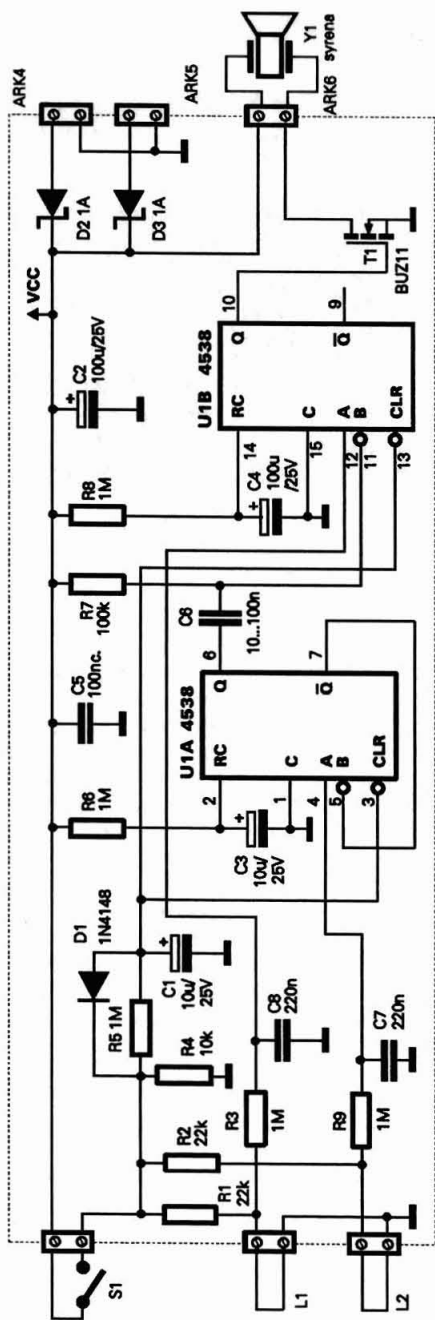 S1
L1
L2
R1
22k
R2
22k
R3
1M
R9
1M
R4
10k
R5 1M
D1
1N4148
C1
10u/
25V
C8
220n
C7
220n
R6
1M
C3
10u/
25V
C5
100nc.
U1A 4538
RC
C
A
B
CLR
Q
Q̅
2
1
4
5
3
6
7
R7
100k
R8
1M
C6
10...100n
C4
100u
/25V
C2
100u/25V
VCC
U1B 4538
RC
C
A
B
CLR
Q
Q̅
14
15
12
11
13
10
9
D2 1A
D3 1A
T1
BUZ11
ARK4
ARK5
ARK6
Y1
syrena